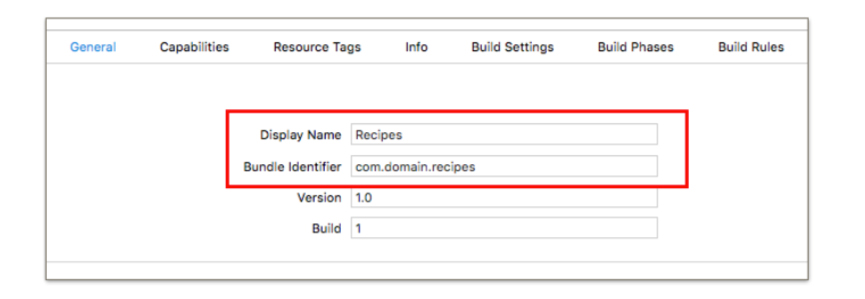 General Capabilities Resource Tags Info Build Settings Build Phases Build Rules
Display Name Recipes
Bundle Identifier com.domain.recipes
Version 1.0
Build 1